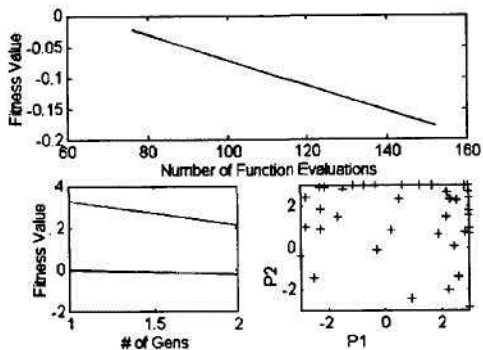 0
-0.05
-0.1
-0.15
-0.2
Fitness Value
60 80 100 120 140 160
Number of Function Evaluations
4
2
0
-2
Fitness Value
1 1.5 2
# of Gens
2
0
-2
P2
-2 0 2
P1